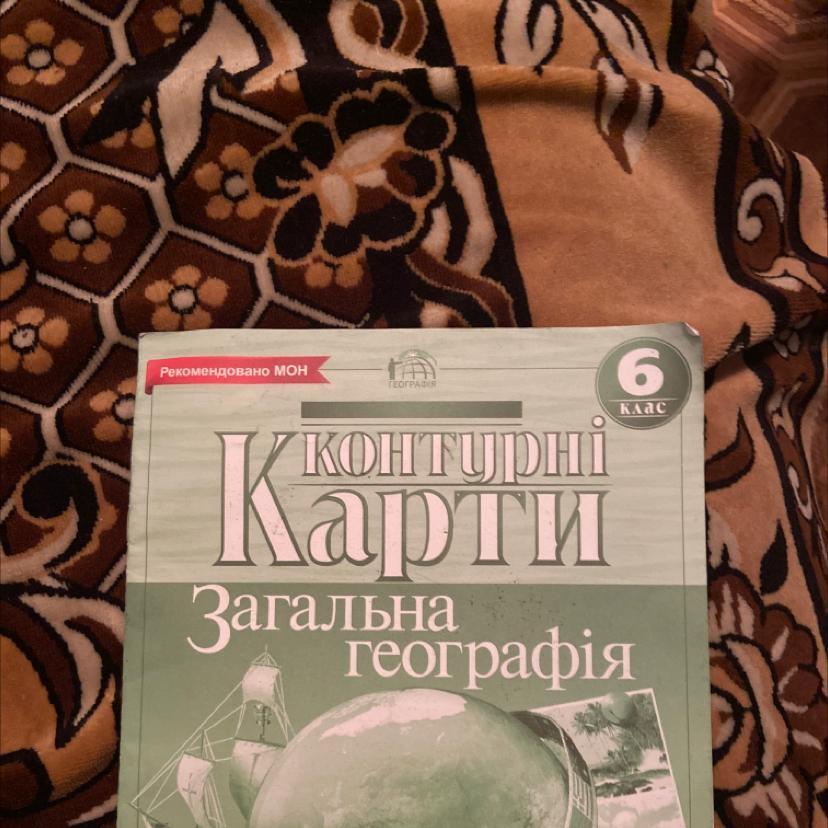 Рекомендовано МОН
ГЕОГРАФІЯ
6
клас
контурні
Карти
Загальна
географія